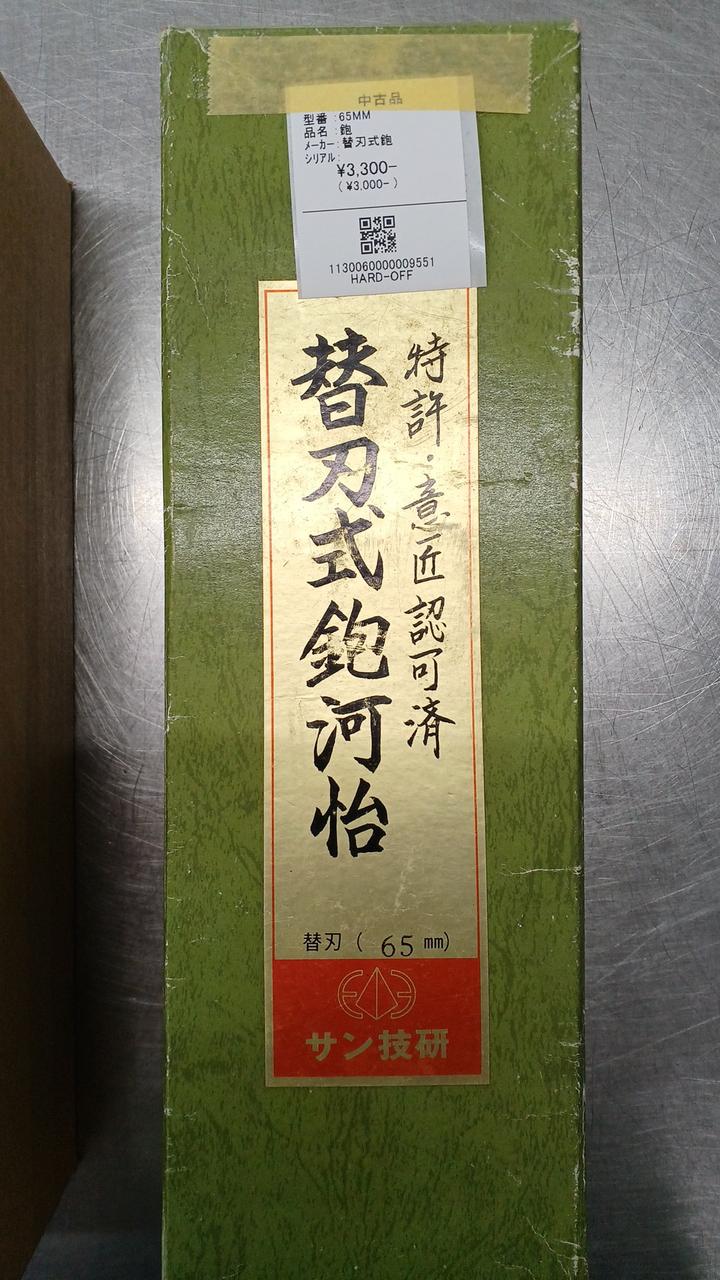 中古品
型番：65MM
品名：鉋
メーカー：替刃式鉋
シリアル：
¥3,300−
(¥3,000−)
1130060000009551
HARD-OFF
特許・意匠認可済
替刃式鉋河怡
替刃（65㎜）
サン技研